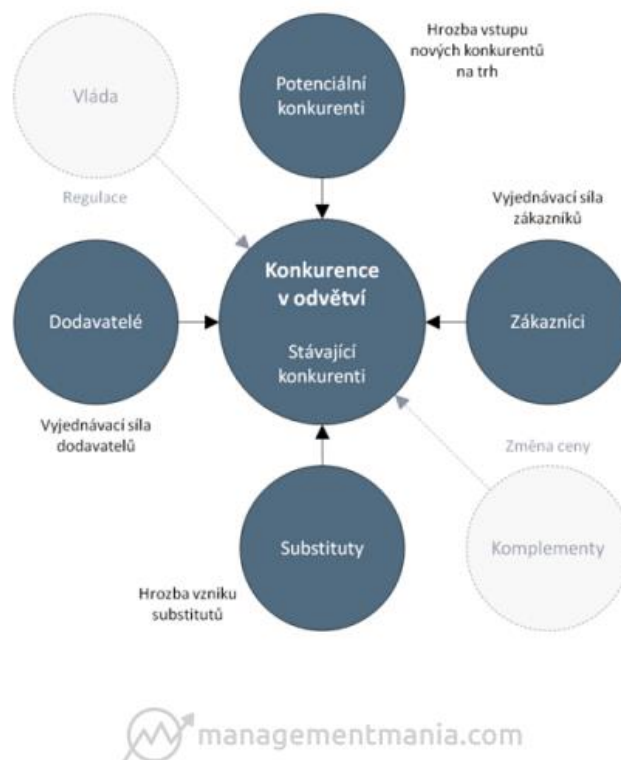 Hrozba vstupu
nových konkurentů
na trh
Vláda
Potenciální
konkurenti
Regulace
Vyjednávací síla
zákazníků
Konkurence
v odvětví
Dodavatelé
Zákazníci
Stávající
konkurenti
Vyjednávací síla
dodavatelů
Změna ceny
Substituty
Komplementy
Hrozba vzniku
substitutů
managementmania.com